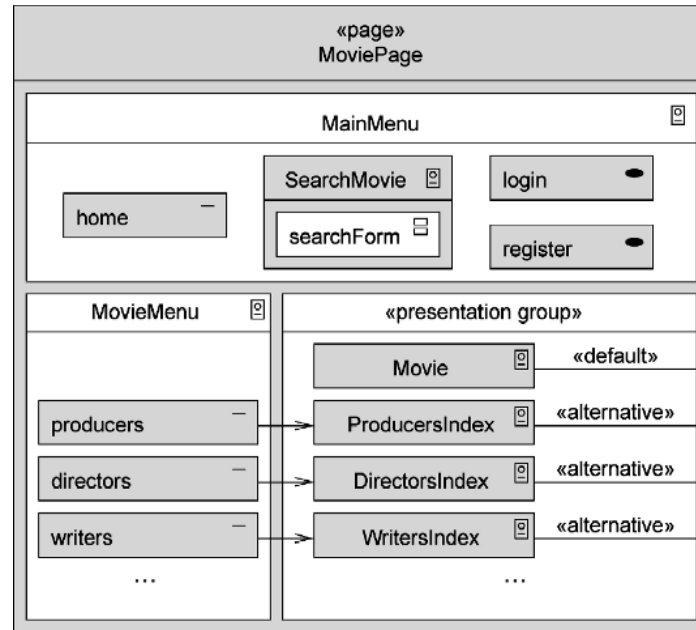 «page»
MoviePage
MainMenu
home
SearchMovie
searchForm
login
register
MovieMenu
producers
directors
writers
...
«presentation group»
Movie
«default»
ProducersIndex
«alternative»
DirectorsIndex
«alternative»
WritersIndex
«alternative»
...